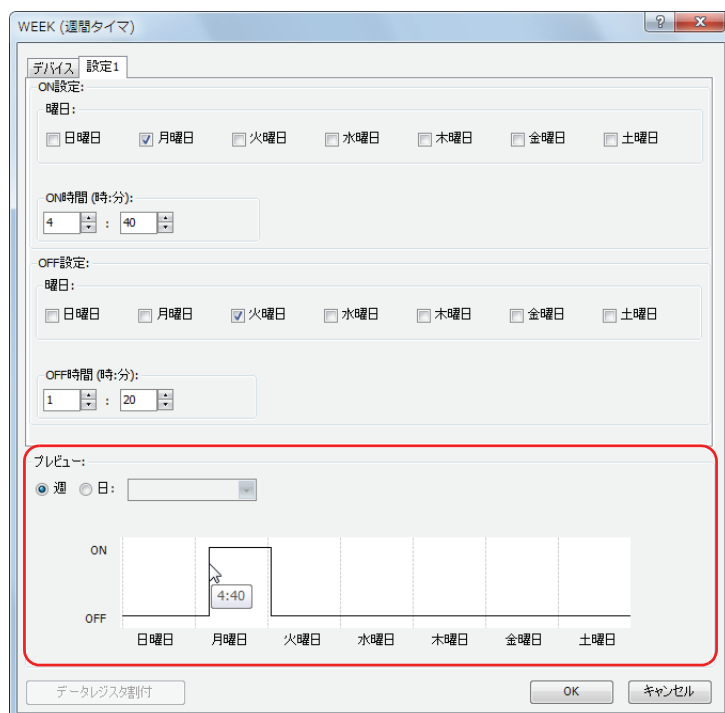 WEEK (週間タイマ)
デバイス 設定1
ON設定:
曜日:
日曜日 月曜日 火曜日 水曜日 木曜日 金曜日 土曜日
ON時間 (時:分):
4 : 40
OFF設定:
曜日:
日曜日 月曜日 火曜日 水曜日 木曜日 金曜日 土曜日
OFF時間 (時:分):
1 : 20
プレビュー:
週 日:
ON
4:40
OFF
日曜日 月曜日 火曜日 水曜日 木曜日 金曜日 土曜日
データレジスタ割付 OK キャンセル